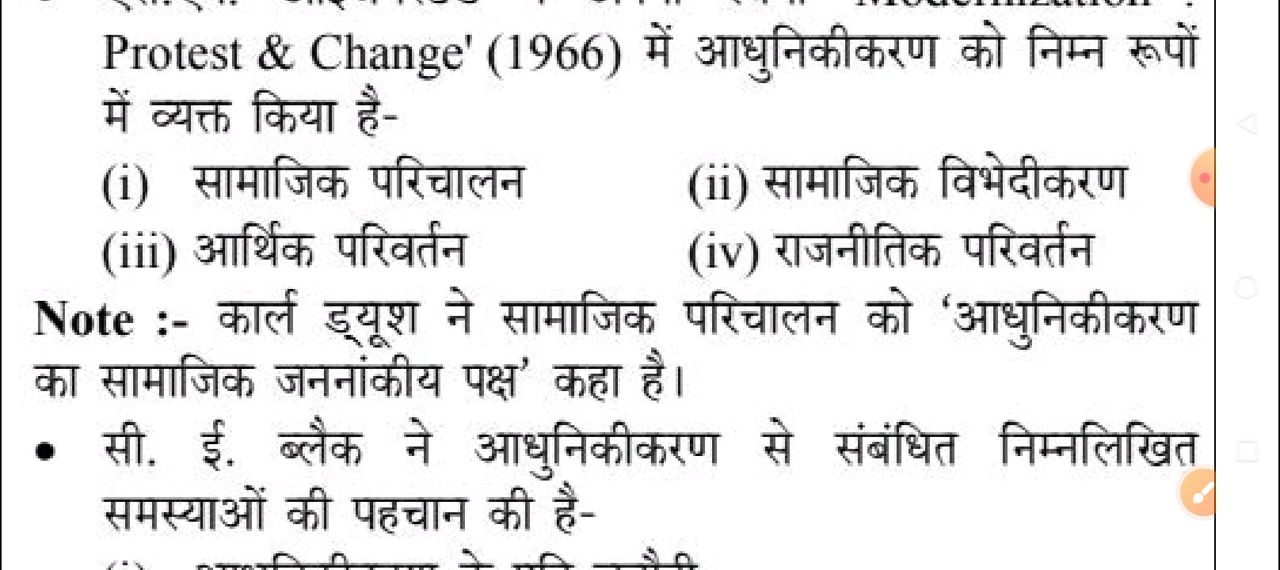 Protest & Change' (1966) में आधुनिकीकरण को निम्न रूपों
में व्यक्त किया है-
(i) सामाजिक परिचालन (ii) सामाजिक विभेदीकरण
(iii) आर्थिक परिवर्तन (iv) राजनीतिक परिवर्तन
Note :- कार्ल ड्यूश ने सामाजिक परिचालन को ‘आधुनिकीकरण
का सामाजिक जननांकीय पक्ष’ कहा है।
• सी. ई. ब्लैक ने आधुनिकीकरण से संबंधित निम्नलिखित
समस्याओं की पहचान की है-